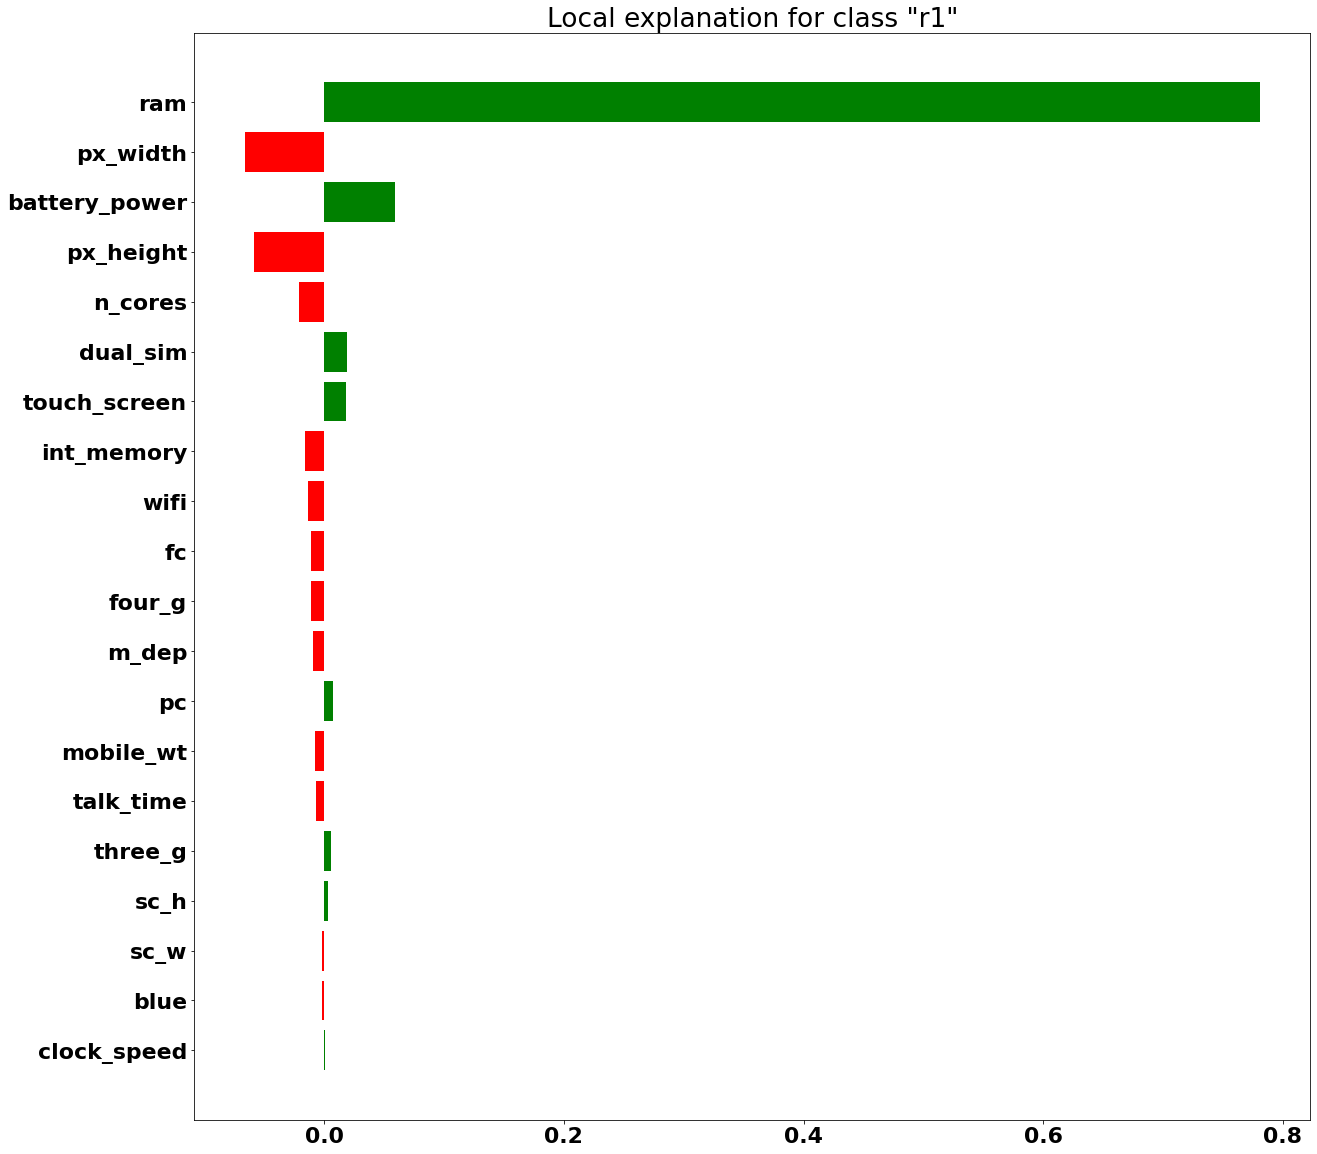 Local explanation for class "r1"
ram
px_width
battery_power
px_height
n_cores
dual_sim
touch_screen
int_memory
wifi
fc
four_g
m_dep
pc
mobile_wt
talk_time
three_g
sc_h
sc_w
blue
clock_speed
0.0 0.2 0.4 0.6 0.8